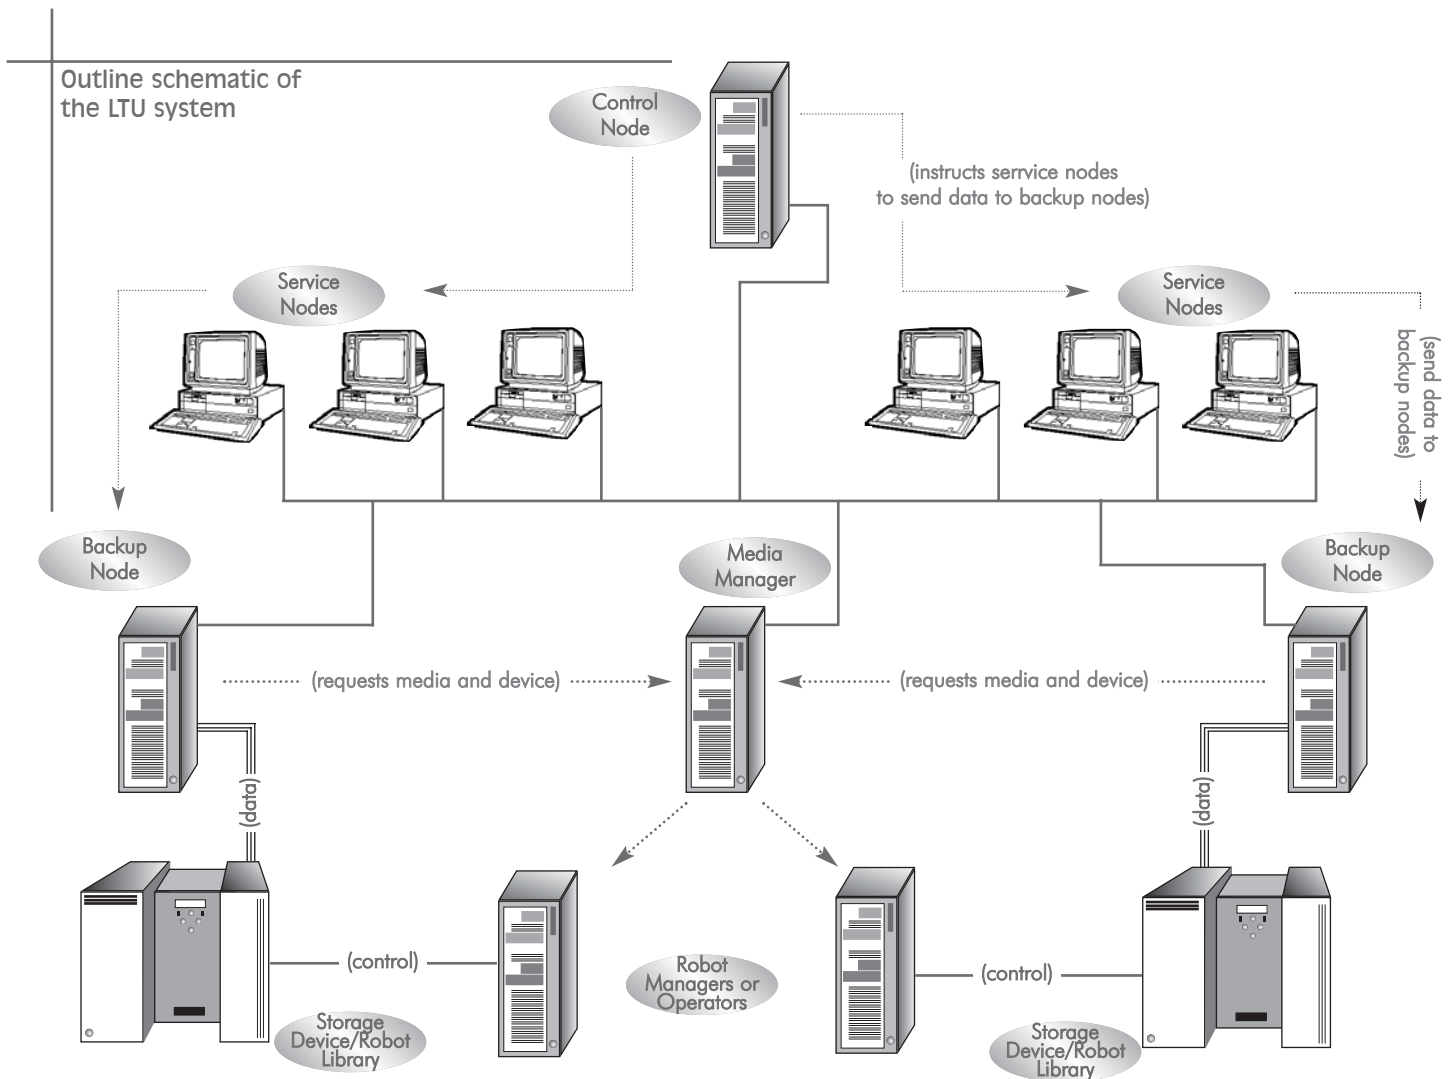 Outline schematic of
the LTU system
Control
Node
(instructs serrvice nodes
to send data to backup nodes)
Service
Nodes
Service
Nodes
(send data to
backup nodes)
Backup
Node
Media
Manager
Backup
Node
(requests media and device)
(requests media and device)
(data)
(data)
(control)
Robot
Managers or
Operators
(control)
Storage
Device/Robot
Library
Storage
Device/Robot
Library